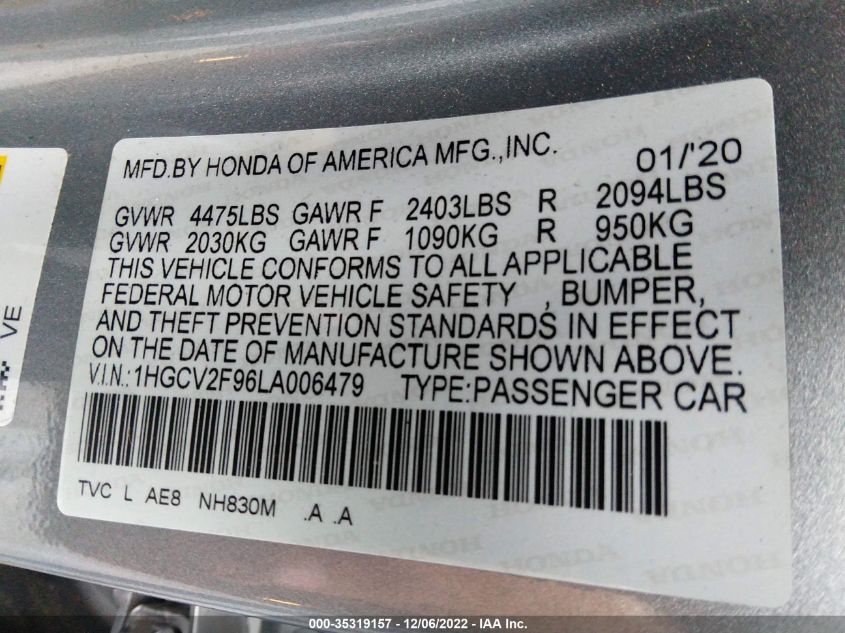 MFD.BY HONDA OF AMERICA MFG.,INC. 01/'20
GVWR 4475LBS GAWR F 2403LBS R 2094LBS
GVWR 2030KG GAWR F 1090KG R 950KG
THIS VEHICLE CONFORMS TO ALL APPLICABLE
FEDERAL MOTOR VEHICLE SAFETY , BUMPER,
AND THEFT PREVENTION STANDARDS IN EFFECT
ON THE DATE OF MANUFACTURE SHOWN ABOVE.
V.I.N.:1HGCV2F96LA006479 TYPE:PASSENGER CAR
TVC L AE8 NH830M .A .A
VE
000-35319157 - 12/06/2022 - IAA Inc.